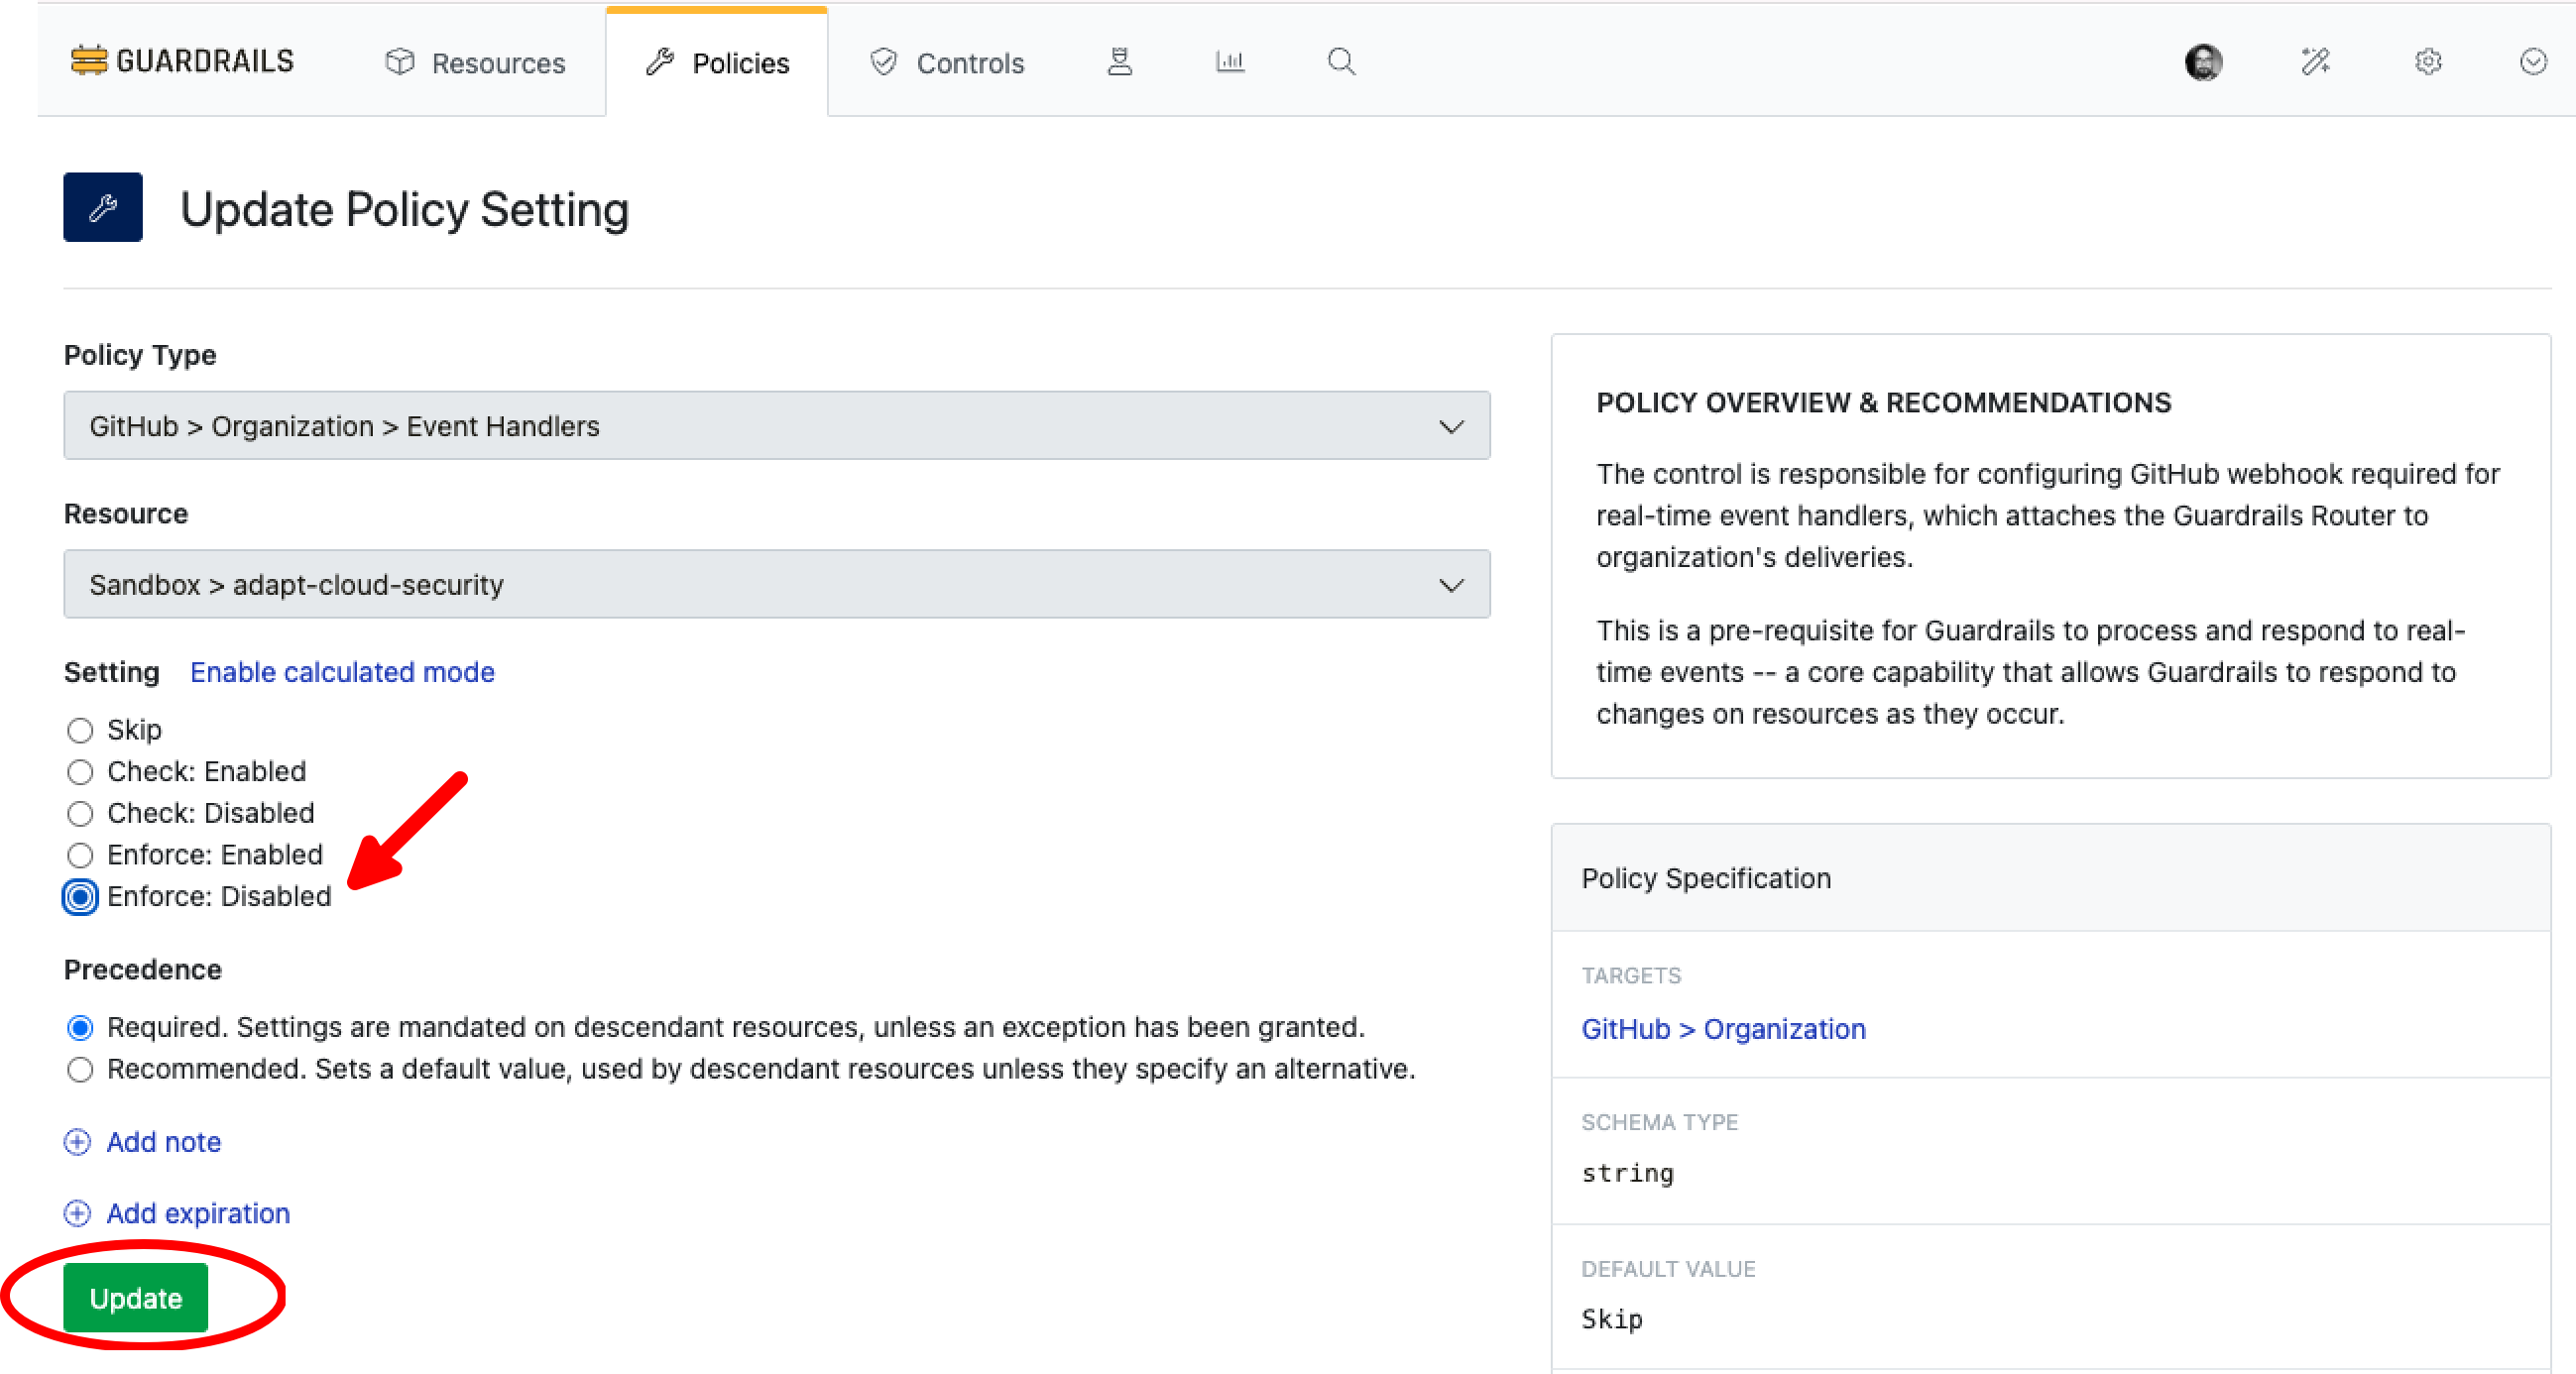 GUARDRAILS
Resources
Policies
Controls
Update Policy Setting
Policy Type
GitHub > Organization > Event Handlers
Resource
Sandbox > adapt-cloud-security
Setting Enable calculated mode
Skip
Check: Enabled
Check: Disabled
Enforce: Enabled
Enforce: Disabled
Precedence
Required. Settings are mandated on descendant resources, unless an exception has been granted.
Recommended. Sets a default value, used by descendant resources unless they specify an alternative.
Add note
Add expiration
Update
POLICY OVERVIEW & RECOMMENDATIONS
The control is responsible for configuring GitHub webhook required for
real-time event handlers, which attaches the Guardrails Router to
organization's deliveries.
This is a pre-requisite for Guardrails to process and respond to real-
time events -- a core capability that allows Guardrails to respond to
changes on resources as they occur.
Policy Specification
TARGETS
GitHub > Organization
SCHEMA TYPE
string
DEFAULT VALUE
Skip